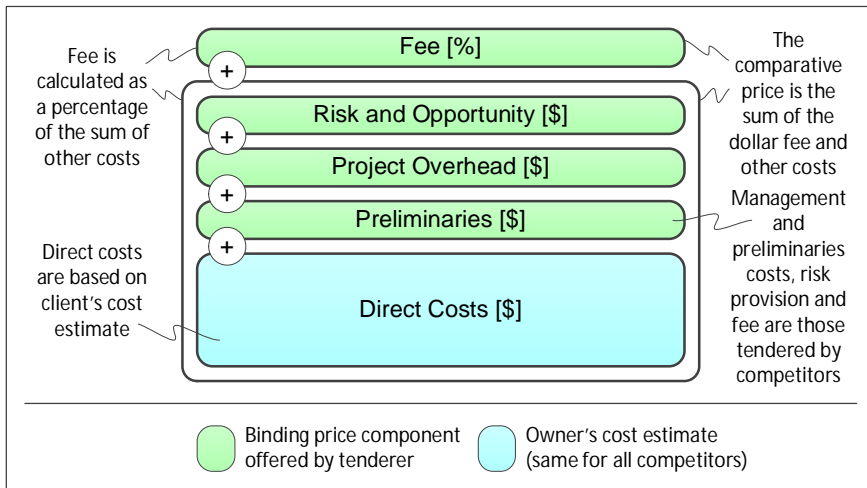 Fee is
calculated as
a percentage
of the sum of
other costs
Direct costs
are based on
client's cost
estimate
Fee [%]
+
Risk and Opportunity [$]
+
Project Overhead [$]
+
Preliminaries [$]
+
Direct Costs [$]
The
comparative
price is the
sum of the
dollar fee and
other costs
Management
and
preliminaries
costs, risk
provision and
fee are those
tendered by
competitors
Binding price component
offered by tenderer
Owner's cost estimate
(same for all competitors)